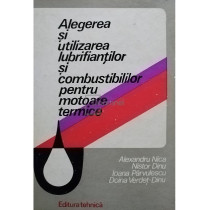 Alegerea
și
utilizarea
lubrifianților
și
combustibililor
pentru
motoare
termice
Alexandru Nica
Nistor Dinu
Ioana Pârvulescu
Doina Verdeț-Dinu
Editura tehnică